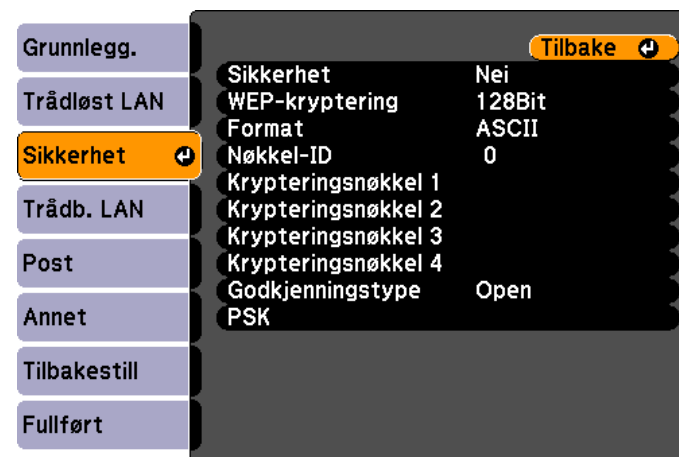 Grunnlegg.
Trådløst LAN
Sikkerhet
Trådb. LAN
Post
Annet
Tilbakestill
Fullført
Tilbake
Sikkerhet Nei
WEP-kryptering 128Bit
Format ASCII
Nøkkel-ID 0
Krypteringsnøkkel 1
Krypteringsnøkkel 2
Krypteringsnøkkel 3
Krypteringsnøkkel 4
Godkjenningstype Open
PSK